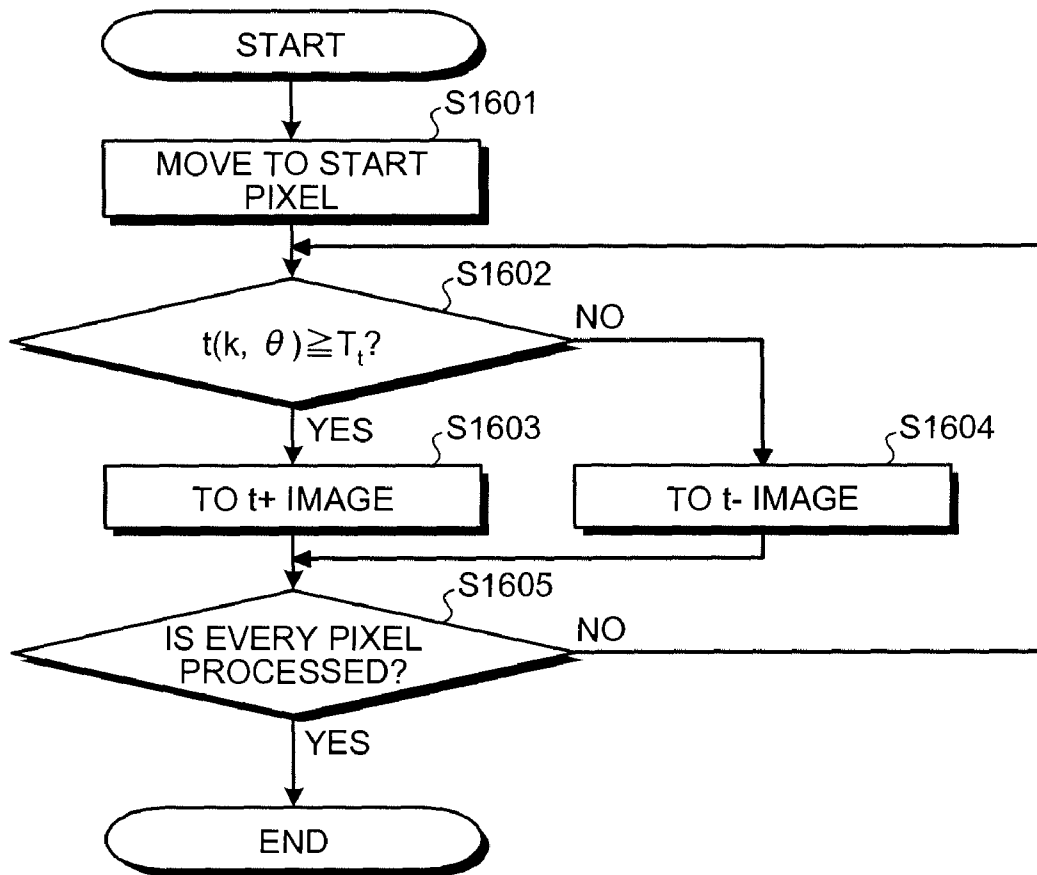 START
S1601
MOVE TO START
PIXEL
S1602
t(k, θ)≧Tt?
NO
YES
S1603
S1604
TO t+ IMAGE
TO t- IMAGE
S1605
IS EVERY PIXEL
PROCESSED?
NO
YES
END